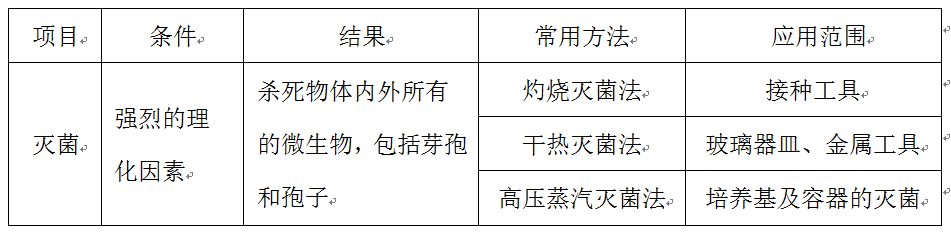 项目 条件 结果 常用方法 应用范围
灭菌
强烈的理
化因素
杀死物体内外所有
的微生物，包括芽孢
和孢子
灼烧灭菌法 接种工具
干热灭菌法 玻璃器皿、金属工具
高压蒸汽灭菌法 培养基及容器的灭菌